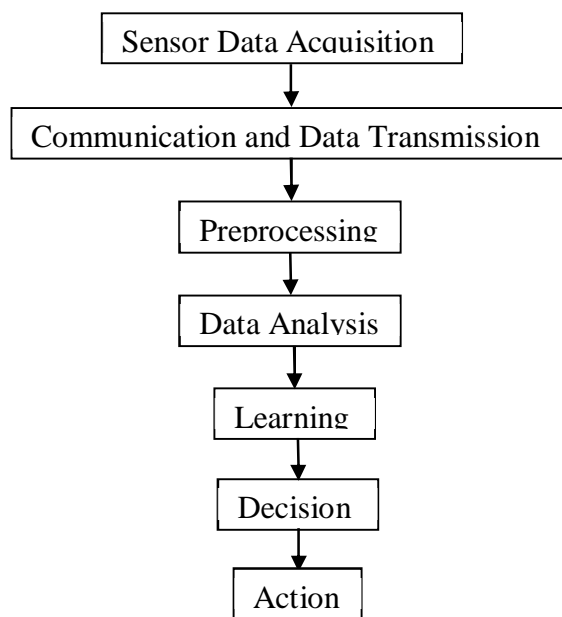 Sensor Data Acquisition
Communication and Data Transmission
Preprocessing
Data Analysis
Learning
Decision
Action